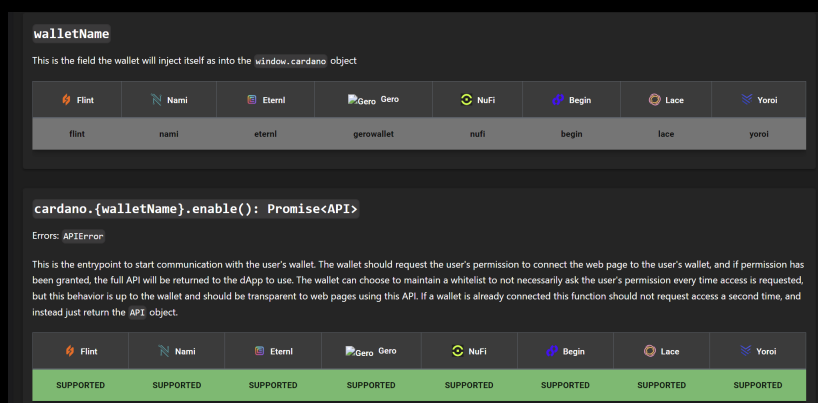 walletName
This is the field the wallet will inject itself as into the window.cardano object
Flint Nami Eternl Gero Gero NuFi Begin Lace Yoroi
flint nami eternl gerowallet nufi begin lace yoroi
cardano.{walletName}.enable(): Promise<API>
Errors: APIError
This is the entrypoint to start communication with the user's wallet. The wallet should request the user's permission to connect the web page to the user's wallet, and if permission has
been granted, the full API will be returned to the dApp to use. The wallet can choose to maintain a whitelist to not necessarily ask the user's permission every time access is requested,
but this behavior is up to the wallet and should be transparent to web pages using this API. If a wallet is already connected this function should not request access a second time, and
instead just return the API object.
Flint Nami Eternl Gero Gero NuFi Begin Lace Yoroi
SUPPORTED SUPPORTED SUPPORTED SUPPORTED SUPPORTED SUPPORTED SUPPORTED SUPPORTED